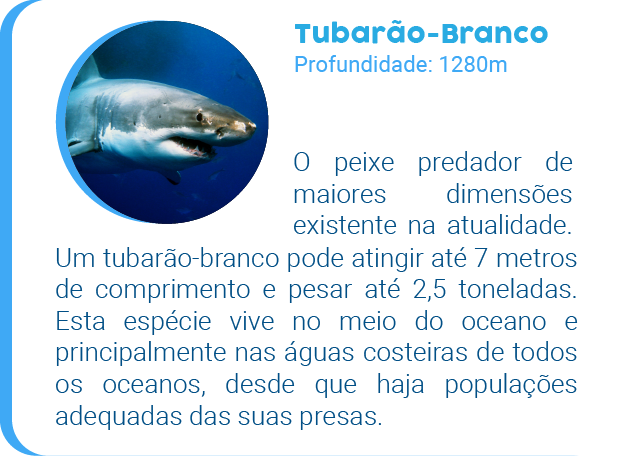 Tubarão-Branco
Profundidade: 1280m
O peixe predador de
maiores dimensões
existente na atualidade.
Um tubarão-branco pode atingir até 7 metros
de comprimento e pesar até 2,5 toneladas.
Esta espécie vive no meio do oceano e
principalmente nas águas costeiras de todos
os oceanos, desde que haja populações
adequadas das suas presas.